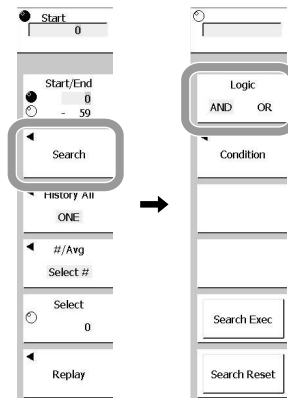 Start
0
Start/End
0
- 59
Search
History All
ONE
#/Avg
Select #
Select
0
Replay
Logic
AND OR
Condition
Search Exec
Search Reset